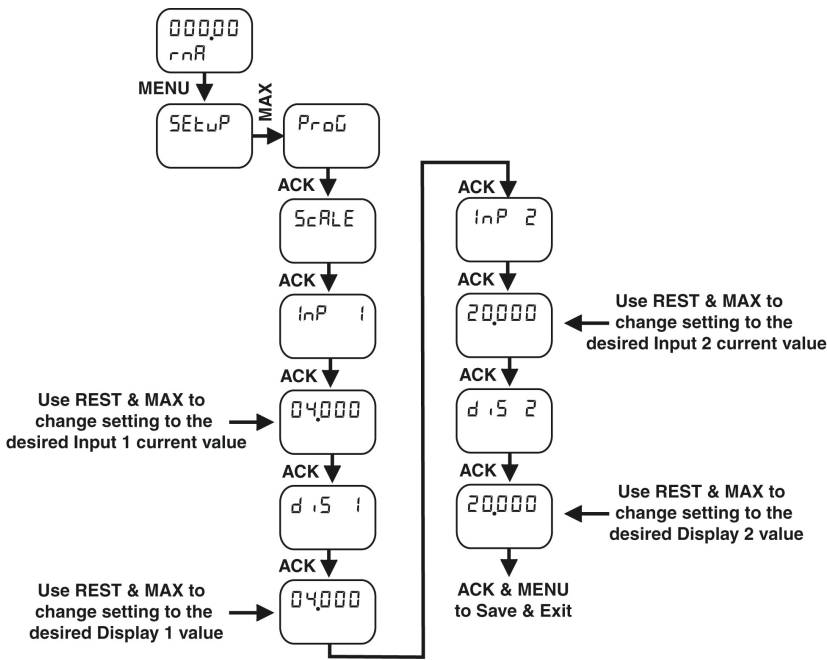 000.00
rnA
MENU
MAX
SEtuP
ProG
ACK
ScALE
ACK
InP 1
ACK
Use REST & MAX to
change setting to the
desired Input 1 current value
04.000
ACK
diS 1
ACK
Use REST & MAX to
change setting to the
desired Display 1 value
04.000
ACK
InP 2
ACK
20.000
Use REST & MAX to
change setting to the
desired Input 2 current value
ACK
diS 2
ACK
20.000
Use REST & MAX to
change setting to the
desired Display 2 value
ACK & MENU
to Save & Exit